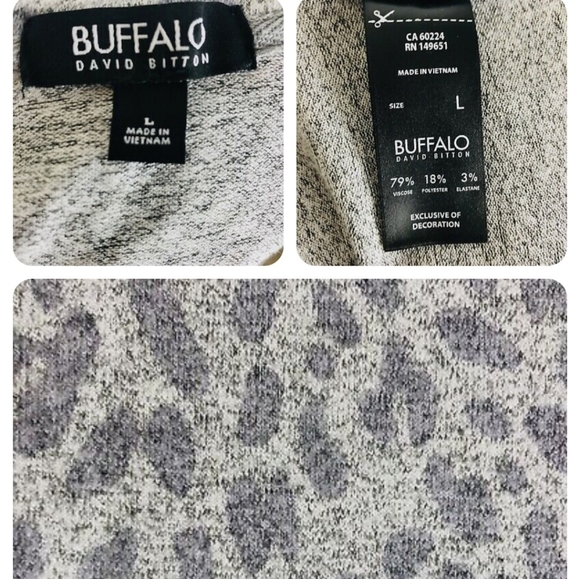 BUFFALO
DAVID BITTON
L
MADE IN
VIETNAM
CA 60224
RN 149651
MADE IN VIETNAM
SIZE L
BUFFALO
DAVID BITTON
79% 18% 3%
VISCOSE POLYESTER ELASTANE
EXCLUSIVE OF
DECORATION